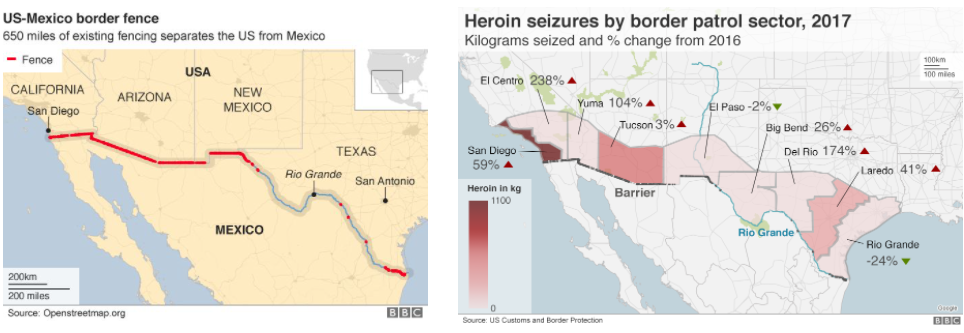 US-Mexico border fence
650 miles of existing fencing separates the US from Mexico
Fence
USA
CALIFORNIA
ARIZONA
NEW
MEXICO
San Diego
TEXAS
Rio Grande
San Antonio
MEXICO
200km
200 miles
Source: Openstreetmap.org
BBC
Heroin seizures by border patrol sector, 2017
Kilograms seized and % change from 2016
100km
100 miles
El Centro 238%
Yuma 104%
El Paso -2%
Tucson 3%
Big Bend 26%
San Diego
59%
Del Rio 174%
Laredo 41%
Barrier
Heroin in kg
1100
0
Rio Grande
Rio Grande
-24%
Google
Source: US Customs and Border Protection
BBC